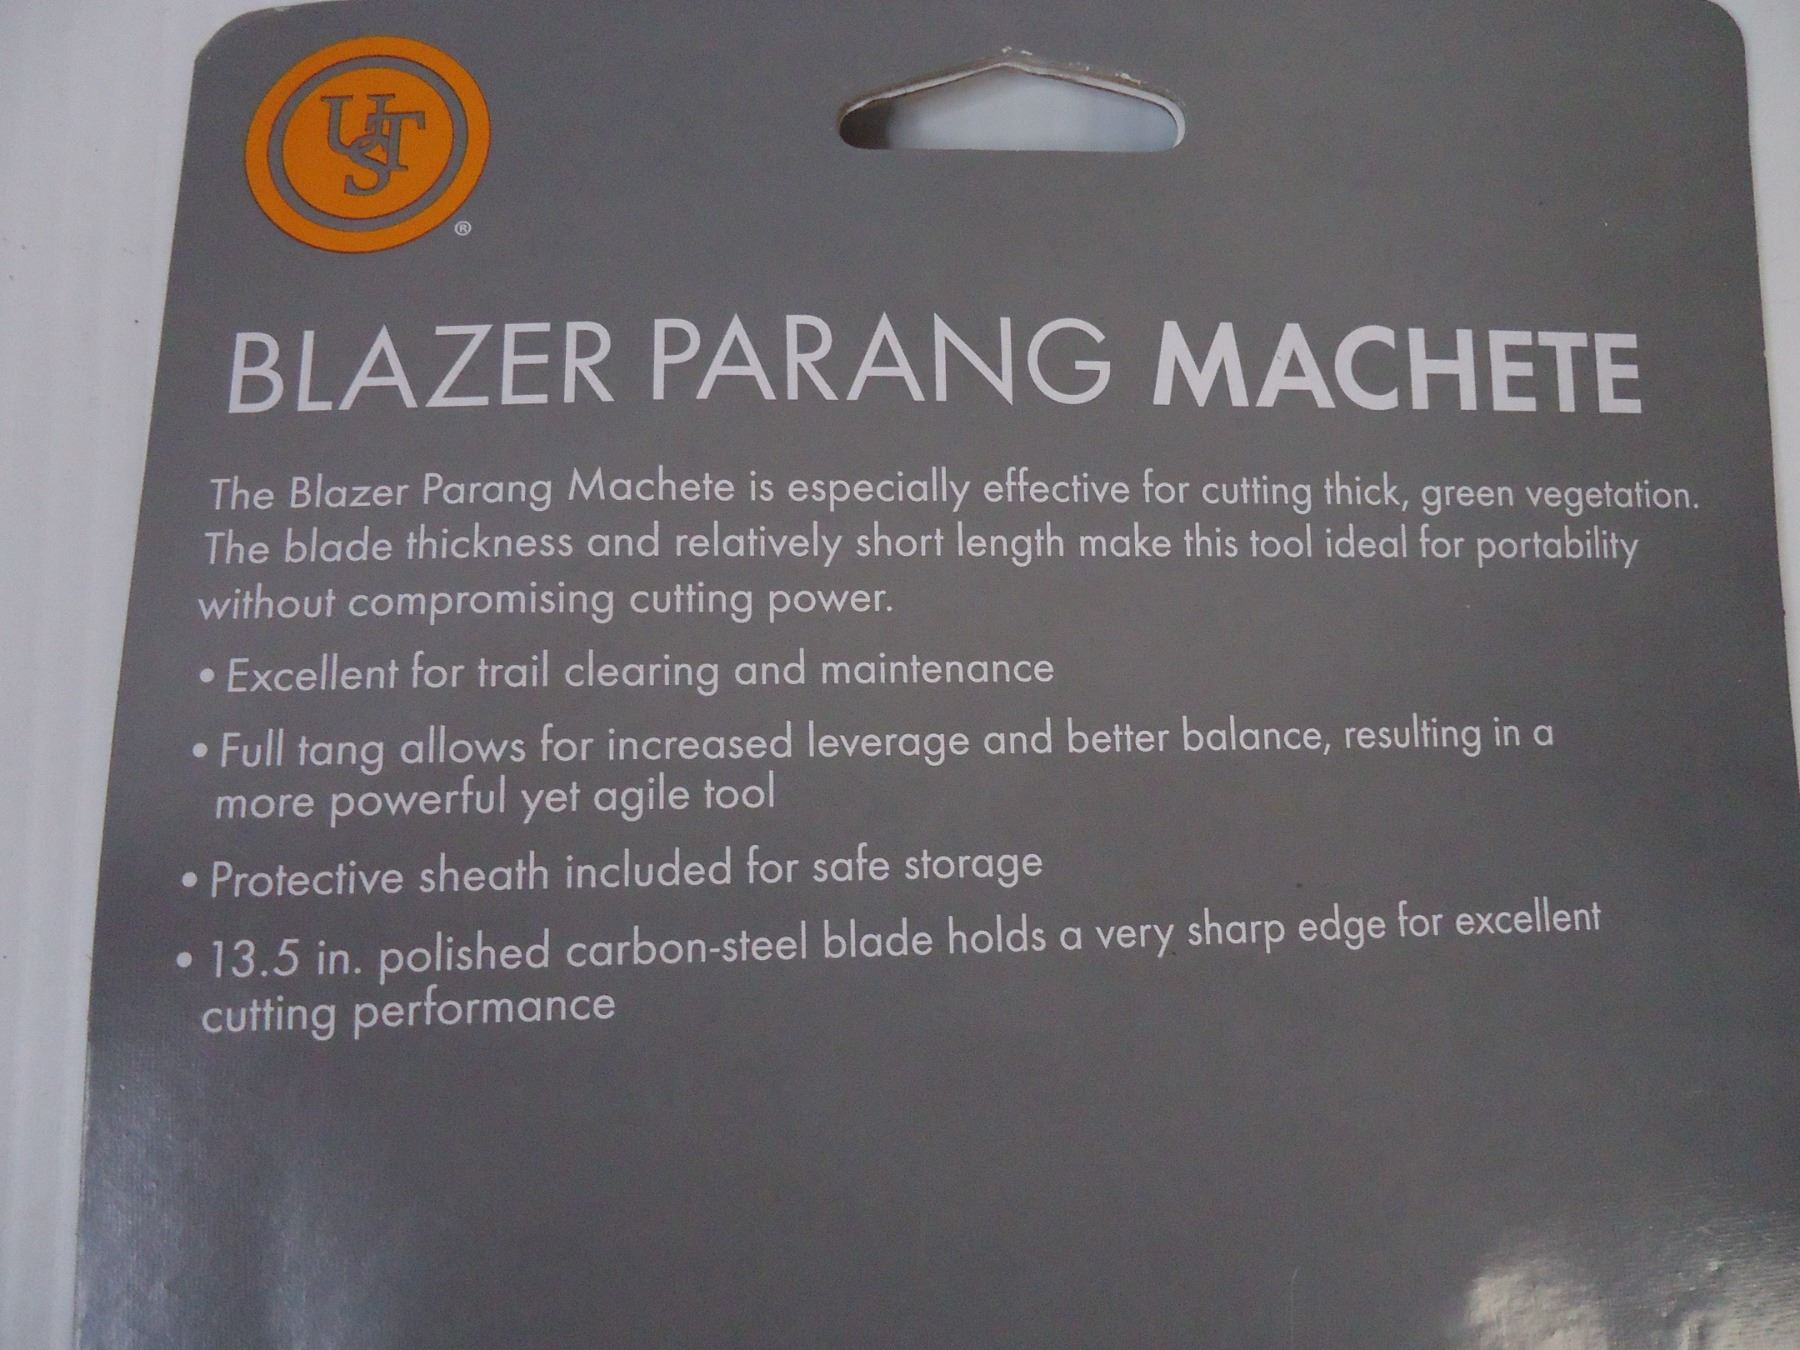 UST
®
BLAZER PARANG MACHETE
The Blazer Parang Machete is especially effective for cutting thick, green vegetation.
The blade thickness and relatively short length make this tool ideal for portability
without compromising cutting power.
• Excellent for trail clearing and maintenance
• Full tang allows for increased leverage and better balance, resulting in a
more powerful yet agile tool
• Protective sheath included for safe storage
• 13.5 in. polished carbon-steel blade holds a very sharp edge for excellent
cutting performance